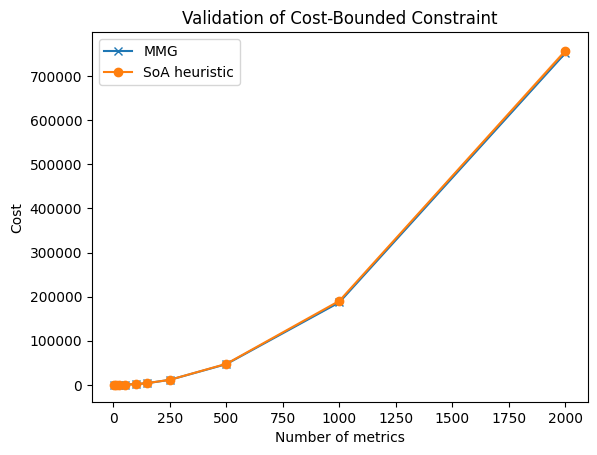 Validation of Cost-Bounded Constraint
MMG
SoA heuristic
700000
600000
500000
400000
300000
200000
100000
0
Cost
0 250 500 750 1000 1250 1500 1750 2000
Number of metrics